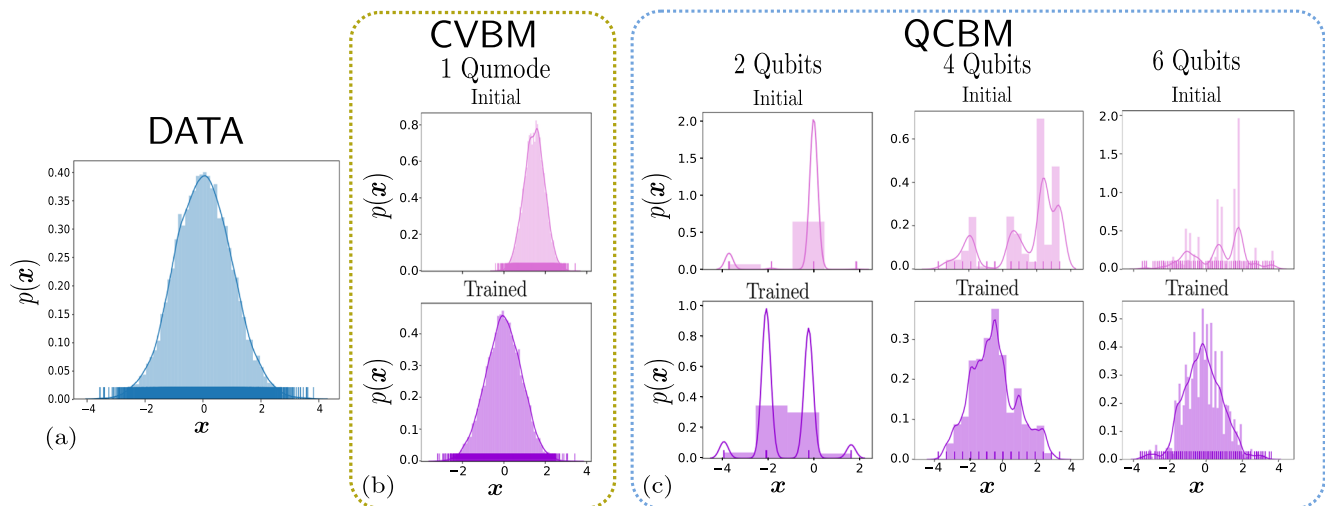 DATA
0.40
0.35
0.30
0.25
0.20
0.15
0.10
0.05
0.00
p(x)
−4 −2 0 2 4
x
(a)
CVBM
1 Qumode
Initial
0.8
0.6
0.4
0.2
0.0
p(x)
Trained
0.4
0.3
0.2
0.1
0.0
p(x)
−2 0 2 4
x
(b)
QCBM
2 Qubits
Initial
2.0
1.5
1.0
0.5
0.0
p(x)
Trained
1.0
0.8
0.6
0.4
0.2
0.0
p(x)
−4 −2 0 2
x
(c)
4 Qubits
Initial
0.6
0.4
0.2
0.0
Trained
0.3
0.2
0.1
0.0
−4 −2 0 2 4
x
6 Qubits
Initial
2.0
1.5
1.0
0.5
0.0
Trained
0.5
0.4
0.3
0.2
0.1
0.0
−4 −2 0 2 4
x